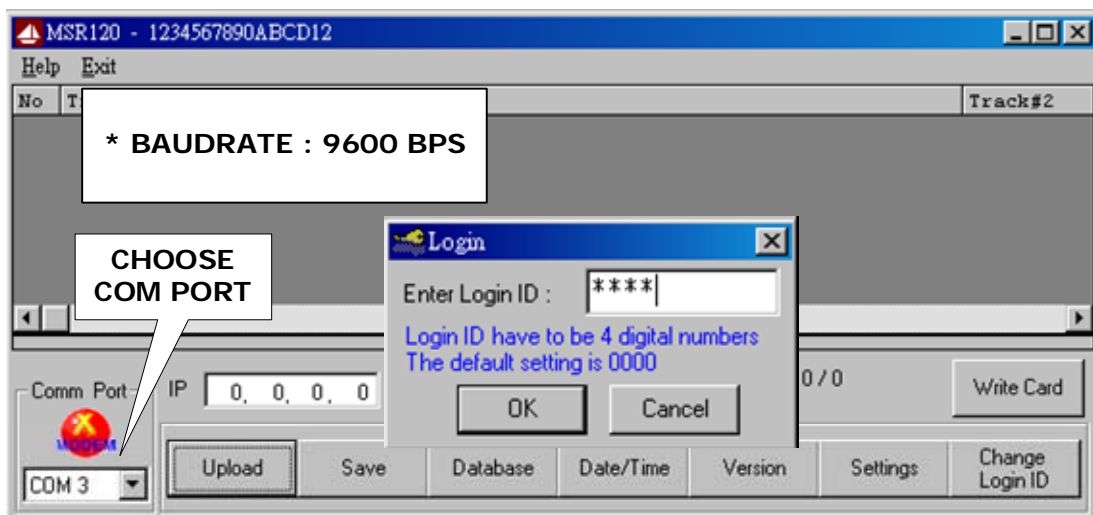 MSR120 - 1234567890ABCD12
Help Exit
No T Track#2
* BAUDRATE : 9600 BPS
CHOOSE
COM PORT
Login
Enter Login ID : ****
Login ID have to be 4 digital numbers
The default setting is 0000
OK Cancel
Comm Port
IP 0, 0, 0, 0
0 / 0
Write Card
X
MODEM
COM 3
Upload Save Database Date/Time Version Settings Change
Login ID